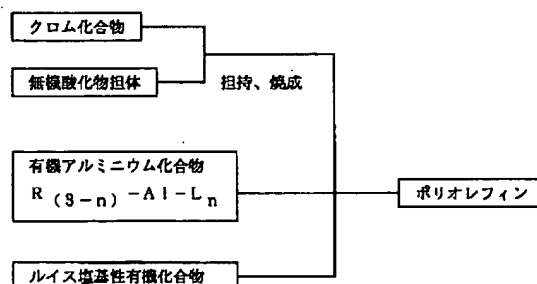 クロム化合物
無機酸化物担体
担持、焼成
有機アルミニウム化合物
R (3-n) -Al-L n
ポリオレフィン
ルイス塩基性有機化合物